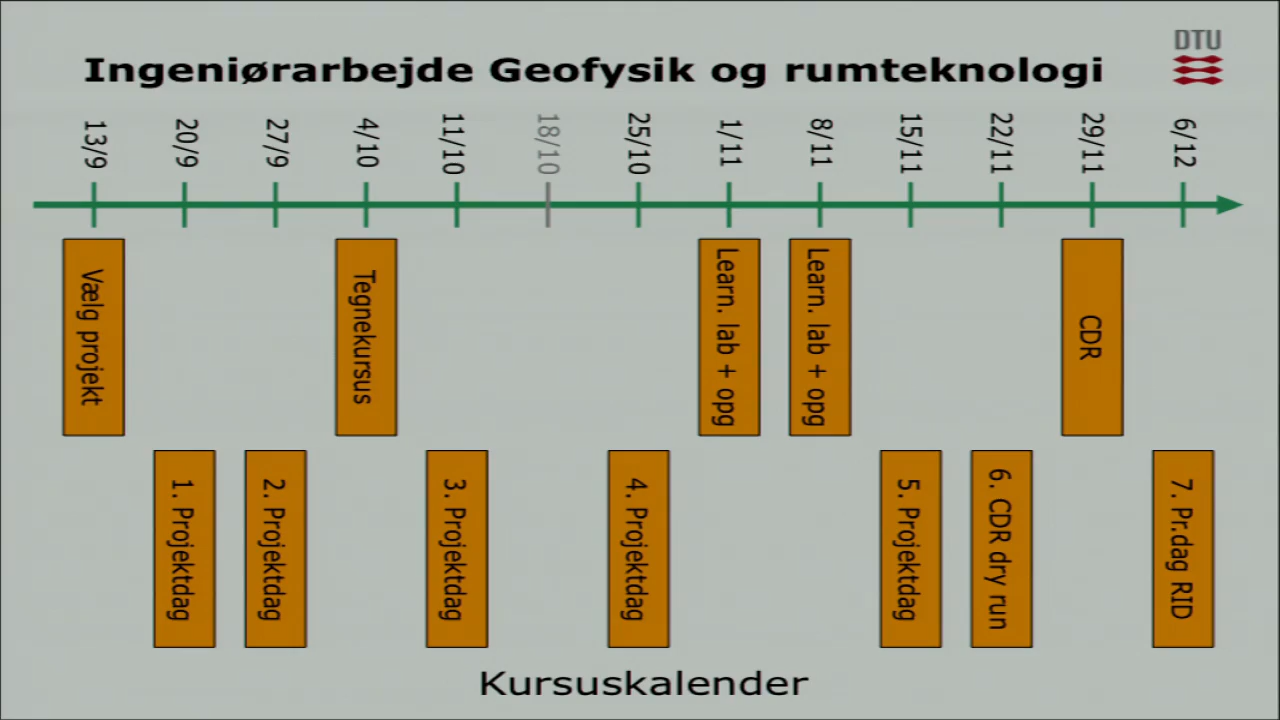 DTU
Ingeniørarbejde Geofysik og rumteknologi
13/9
20/9
27/9
4/10
11/10
18/10
25/10
1/11
8/11
15/11
22/11
29/11
6/12
Vælg projekt
Tegnekursus
Learn. lab + opg
Learn. lab + opg
CDR
1. Projektdag
2. Projektdag
3. Projektdag
4. Projektdag
5. Projektdag
6. CDR dry run
7. Pr.dag RID
Kursuskalender